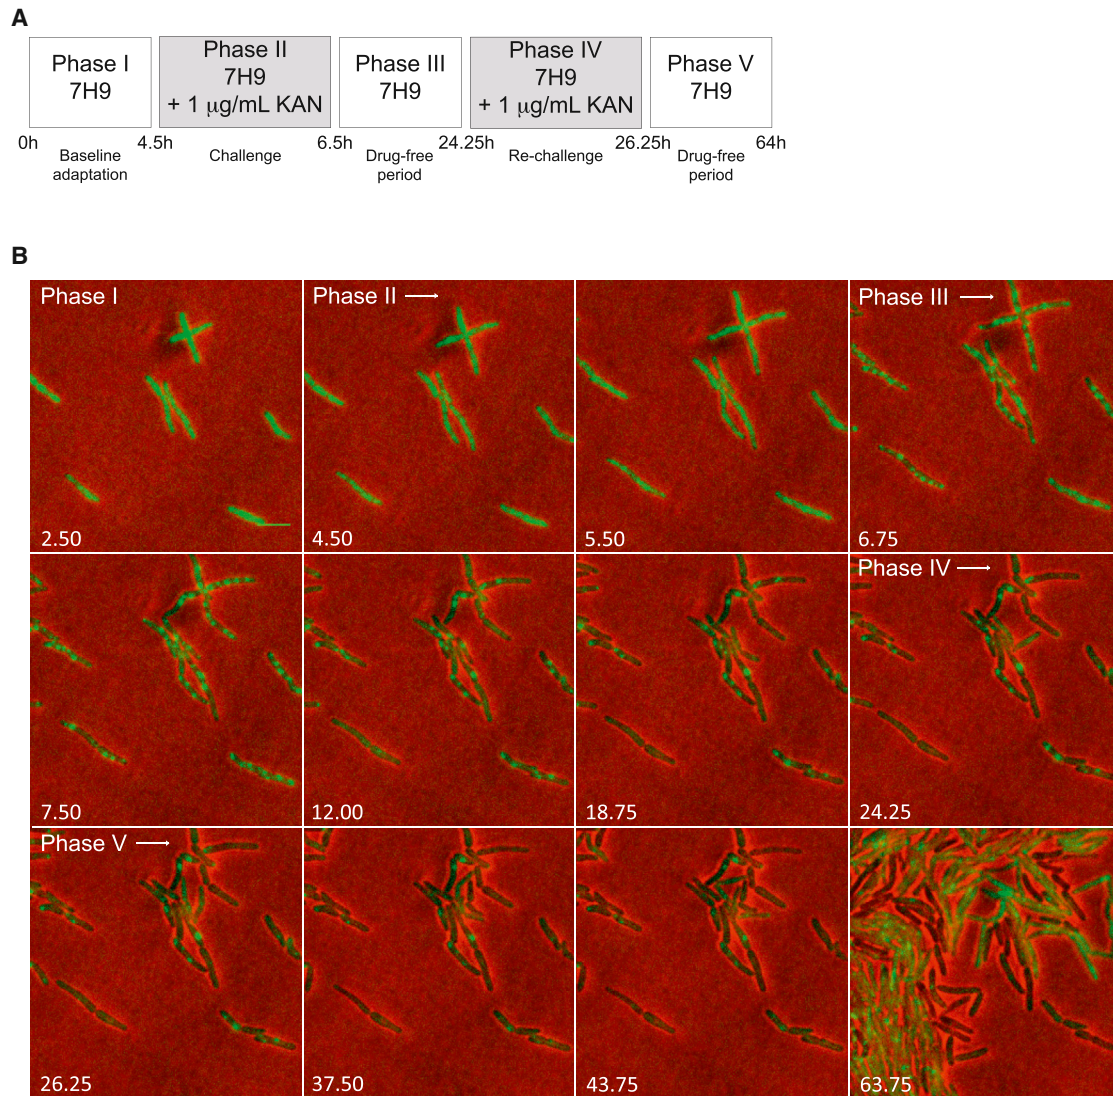 A
Phase I
7H9
Phase II
7H9
+ 1 μg/mL KAN
Phase III
7H9
Phase IV
7H9
+ 1 μg/mL KAN
Phase V
7H9
0h
4.5h
6.5h
24.25h
26.25h
64h
Baseline
adaptation
Challenge
Drug-free
period
Re-challenge
Drug-free
period
B
Phase I
Phase II
Phase III
2.50
4.50
5.50
6.75
Phase IV
7.50
12.00
18.75
24.25
Phase V
26.25
37.50
43.75
63.75